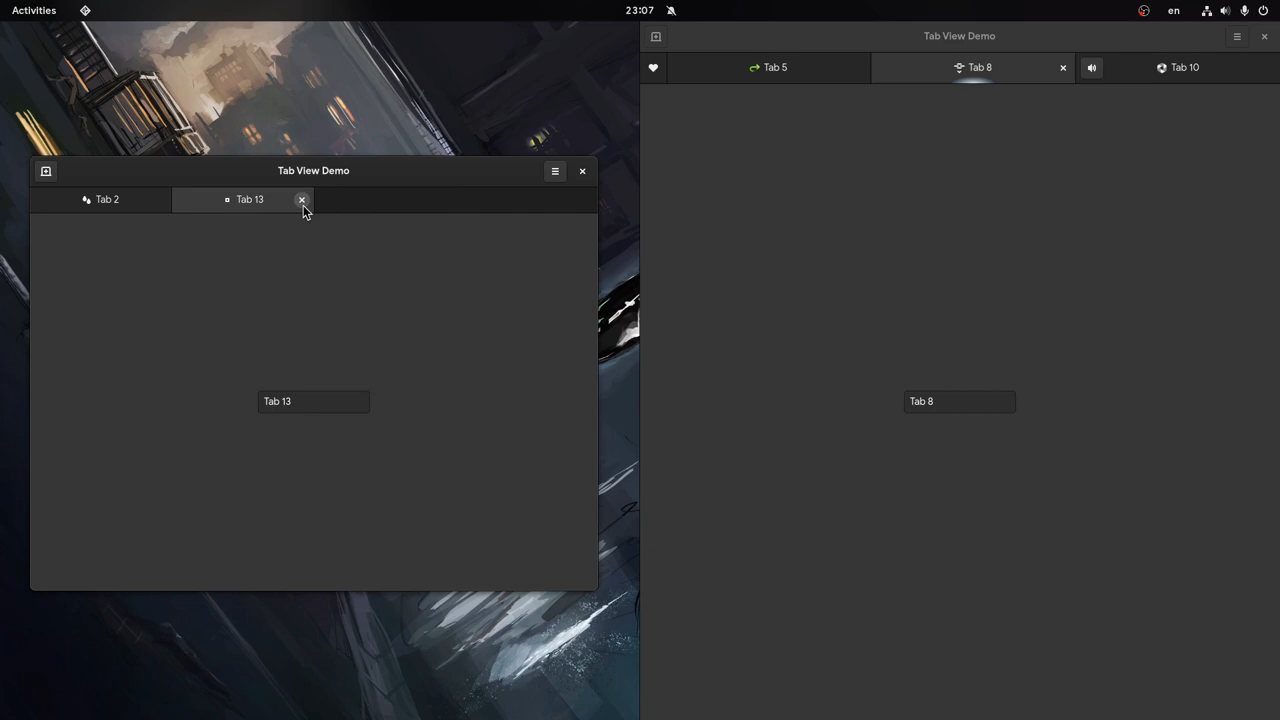 Activities
23:07
en
Tab View Demo
Tab 5
Tab 8
Tab 10
Tab View Demo
Tab 2
Tab 13
Tab 13
Tab 8